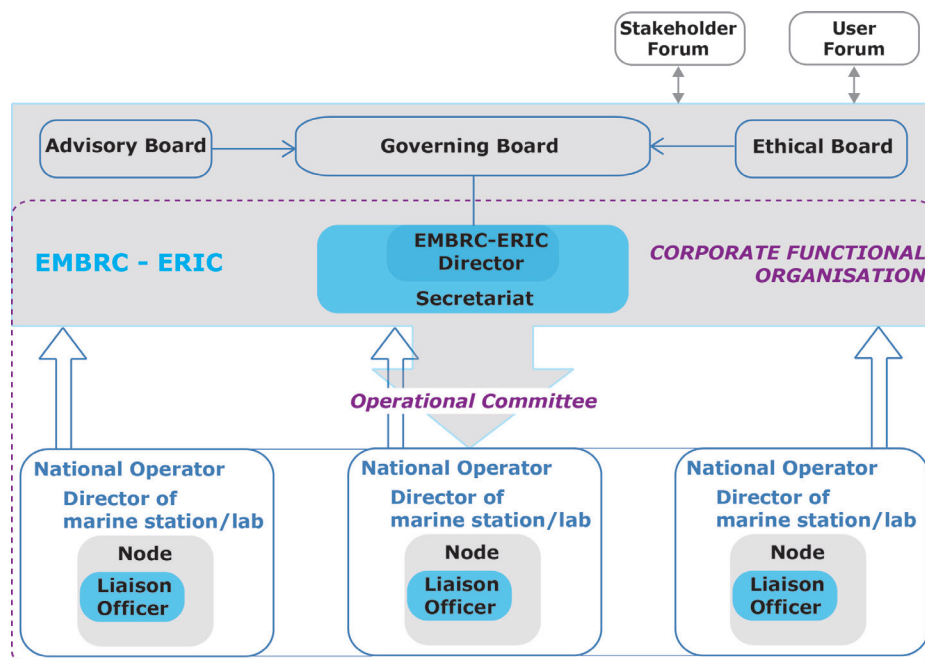 Stakeholder
Forum
User
Forum
Advisory Board
Governing Board
Ethical Board
EMBRC - ERIC
EMBRC-ERIC
Director
Secretariat
CORPORATE FUNCTIONAL
ORGANISATION
Operational Committee
National Operator
Director of
marine station/lab
Node
Liaison
Officer
National Operator
Director of
marine station/lab
Node
Liaison
Officer
National Operator
Director of
marine station/lab
Node
Liaison
Officer